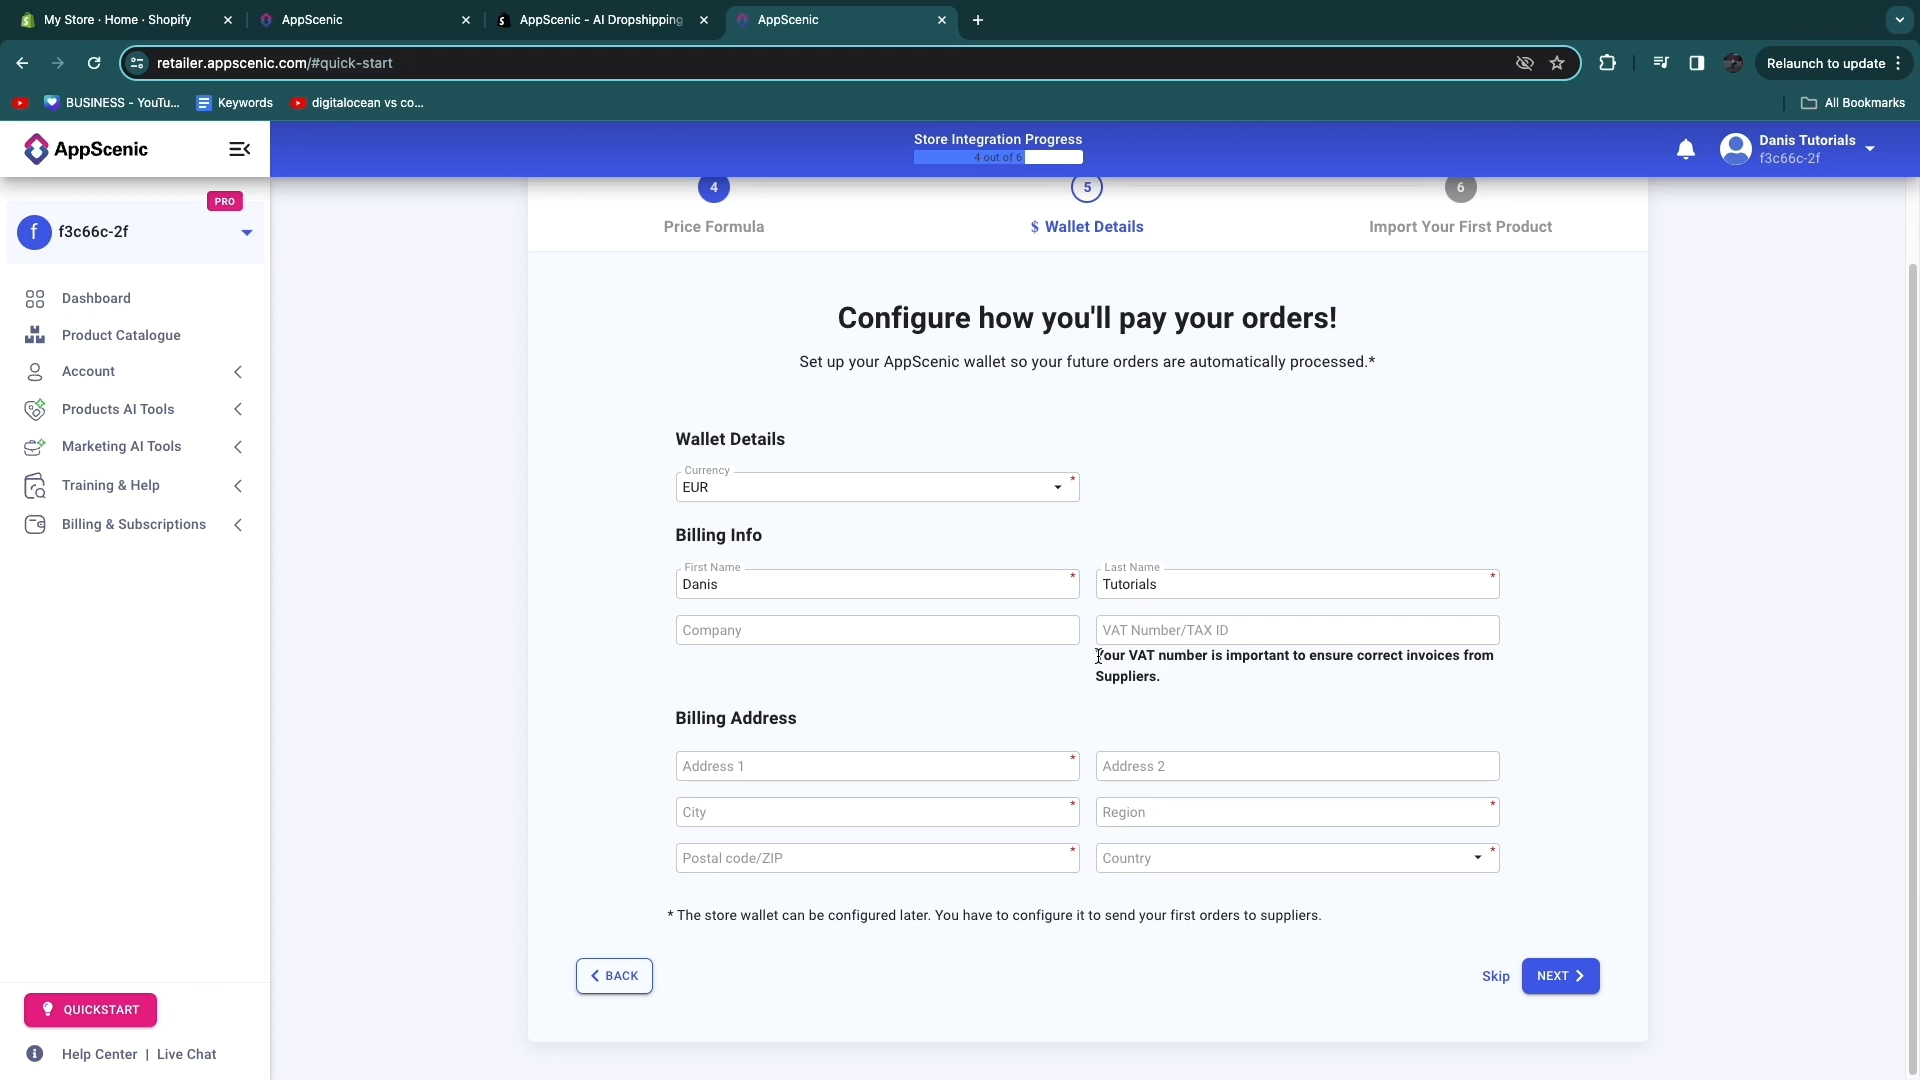 My Store · Home · Shopify
AppScenic
AppScenic - AI Dropshipping
AppScenic
retailer.appscenic.com/#quick-start
Relaunch to update
BUSINESS - YouTu...
Keywords
digitalocean vs co...
All Bookmarks
AppScenic
Store Integration Progress
4 out of 6
Danis Tutorials
f3c66c-2f
PRO
f
f3c66c-2f
Dashboard
Product Catalogue
Account
Products AI Tools
Marketing AI Tools
Training & Help
Billing & Subscriptions
QUICKSTART
Help Center | Live Chat
4
Price Formula
5
$ Wallet Details
6
Import Your First Product
Configure how you'll pay your orders!
Set up your AppScenic wallet so your future orders are automatically processed.*
Wallet Details
Currency
EUR *
Billing Info
First Name
Danis *
Last Name
Tutorials *
Company
VAT Number/TAX ID
Your VAT number is important to ensure correct invoices from
Suppliers.
Billing Address
Address 1 *
Address 2
City *
Region *
Postal code/ZIP *
Country *
* The store wallet can be configured later. You have to configure it to send your first orders to suppliers.
BACK
Skip
NEXT